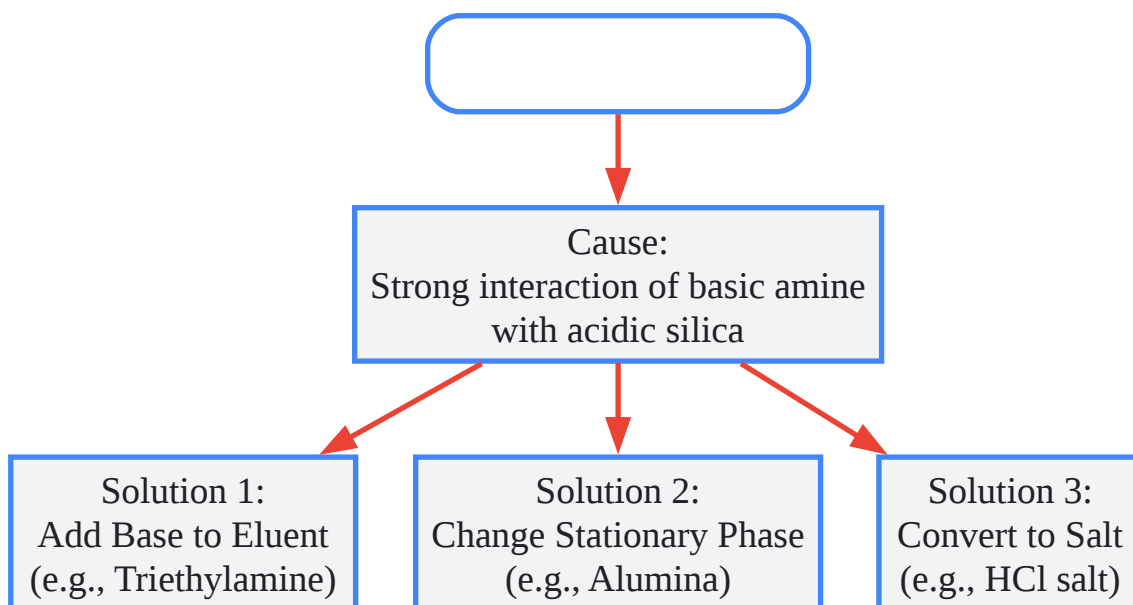 Cause:
Strong interaction of basic amine
with acidic silica
Solution 1:
Add Base to Eluent
(e.g., Triethylamine)
Solution 2:
Change Stationary Phase
(e.g., Alumina)
Solution 3:
Convert to Salt
(e.g., HCl salt)